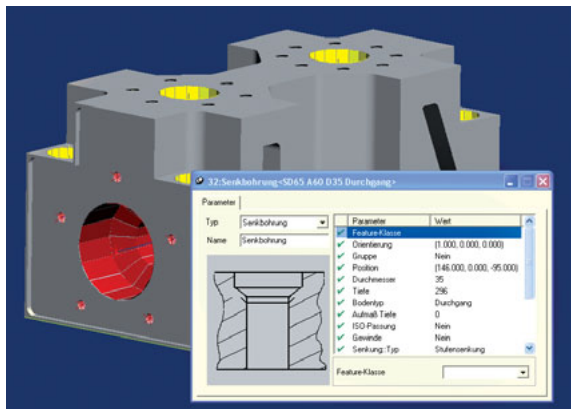 32:Senkbohrung<SD65 A60 D35 Durchgang>
Parameter
Typ Senkbohrung
Name Senkbohrung
Parameter Wert
Feature-Klasse
Orientierung (1.000, 0.000, 0.000)
Gruppe Nein
Position (146.000, 0.000, -95.000)
Durchmesser 35
Tiefe 296
Bodentyp Durchgang
Aufmaß Tiefe 0
ISO-Passung Nein
Gewinde Nein
Senkung::Typ Stufensenkung
Feature-Klasse